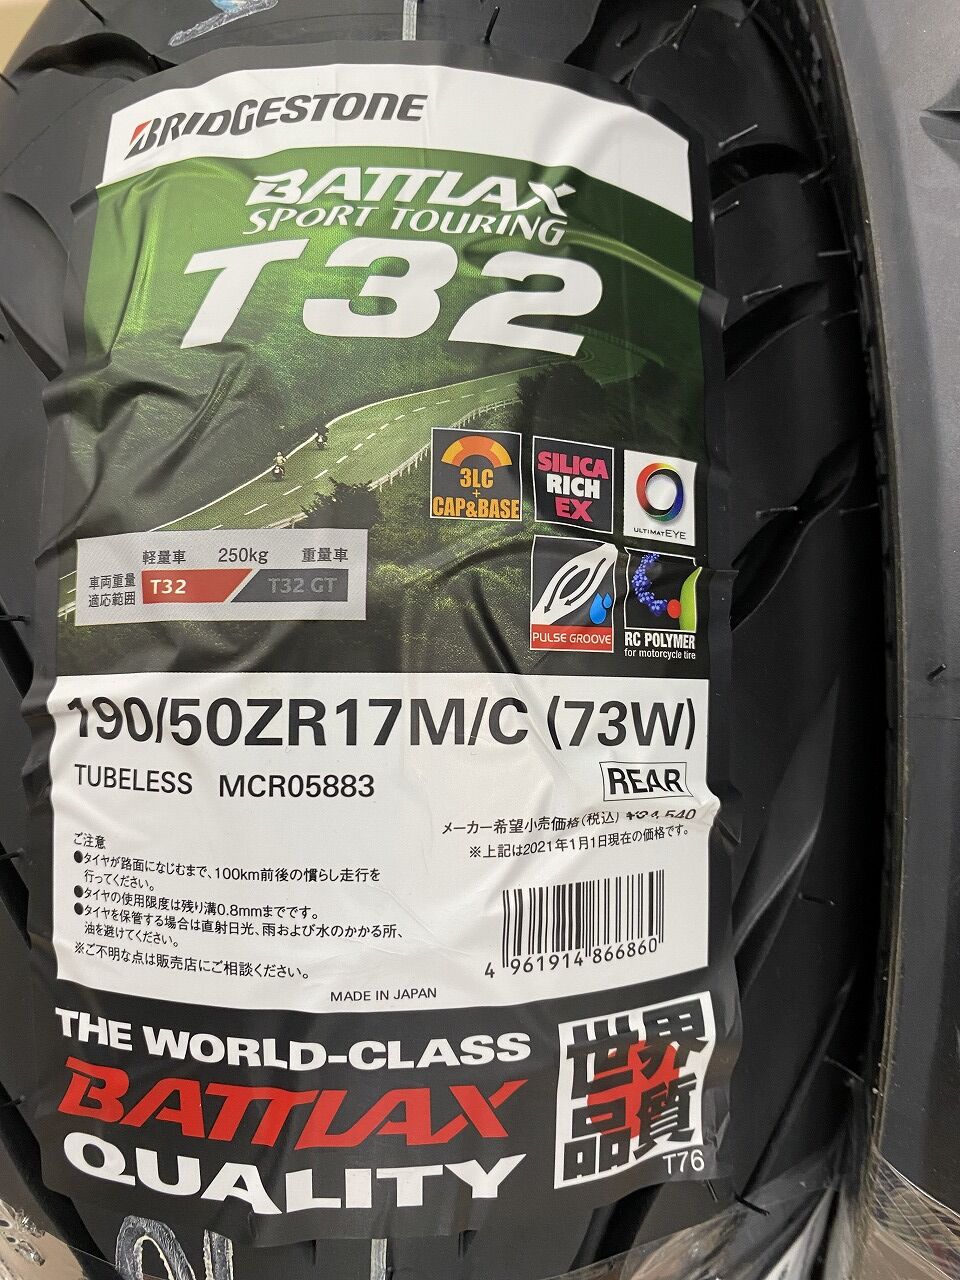 BRIDGESTONE
BATTLAX
SPORT TOURING
T32
3LC
+
CAP&BASE
SILICA
RICH
EX
ULTIMATEYE
軽量車 250kg 重量車
車両重量
適応範囲
T32 T32 GT
PULSE GROOVE
RC POLYMER
for motorcycle tire
190/50ZR17M/C (73W)
TUBELESS MCR05883
REAR
メーカー希望小売価格(税込)
※上記は2021年1月1日現在の価格です。
ご注意
●タイヤが路面になじむまで、100km前後の慣らし走行を
行ってください。
●タイヤの使用限度は残り溝0.8mmまでです。
●タイヤを保管する場合は直射日光、雨および水のかかる所、
油を避けてください。
※ご不明な点は販売店にご相談ください。
4 961914 866860
MADE IN JAPAN
THE WORLD-CLASS
BATTLAX
QUALITY
世界
品質
T76